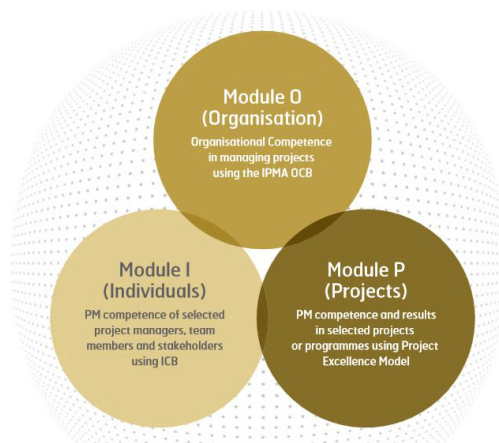 Module O
(Organisation)
Organisational Competence
in managing projects
using the IPMA OCB
Module I
(Individuals)
PM competence of selected
project managers, team
members and stakeholders
using ICB
Module P
(Projects)
PM competence and results
in selected projects
or programmes using Project
Excellence Model